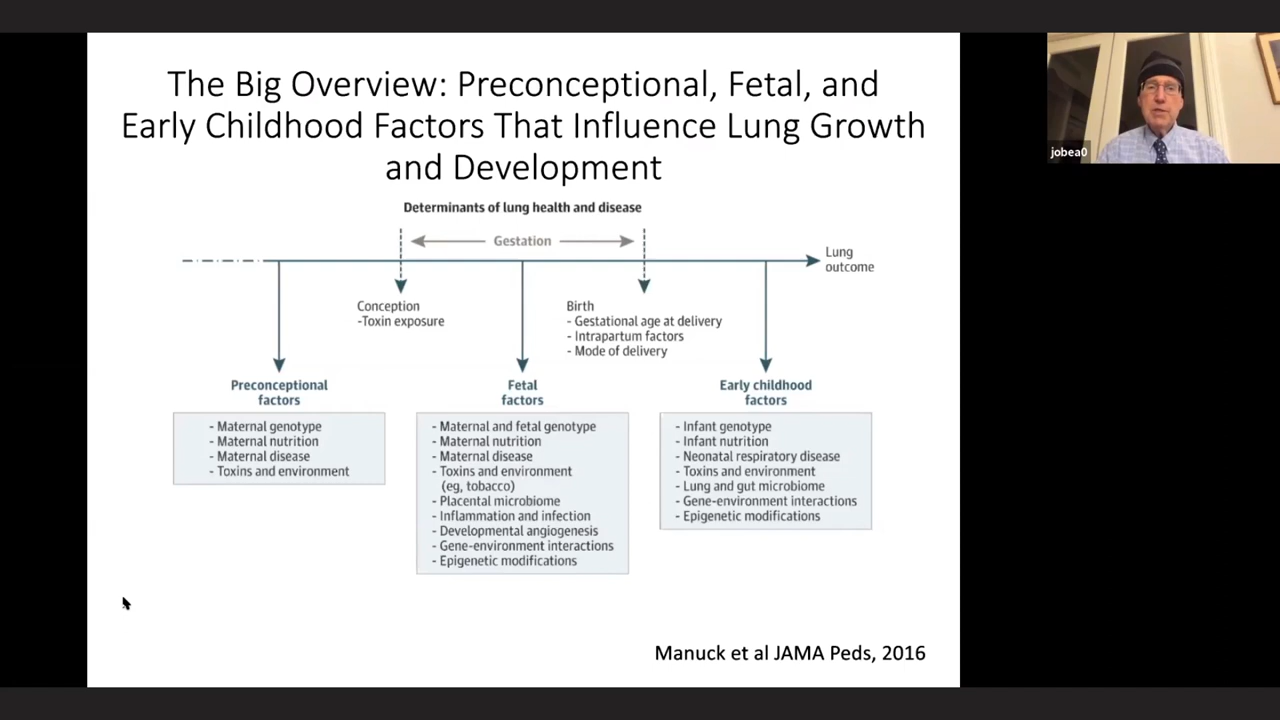 The Big Overview: Preconceptional, Fetal, and
Early Childhood Factors That Influence Lung Growth
and Development
jobea0
Determinants of lung health and disease
Gestation
Lung
outcome
Conception
-Toxin exposure
Birth
- Gestational age at delivery
- Intrapartum factors
- Mode of delivery
Preconceptional
factors
- Maternal genotype
- Maternal nutrition
- Maternal disease
- Toxins and environment
Fetal
factors
- Maternal and fetal genotype
- Maternal nutrition
- Maternal disease
- Toxins and environment
(eg, tobacco)
- Placental microbiome
- Inflammation and infection
- Developmental angiogenesis
- Gene-environment interactions
- Epigenetic modifications
Early childhood
factors
- Infant genotype
- Infant nutrition
- Neonatal respiratory disease
- Toxins and environment
- Lung and gut microbiome
- Gene-environment interactions
- Epigenetic modifications
Manuck et al JAMA Peds, 2016